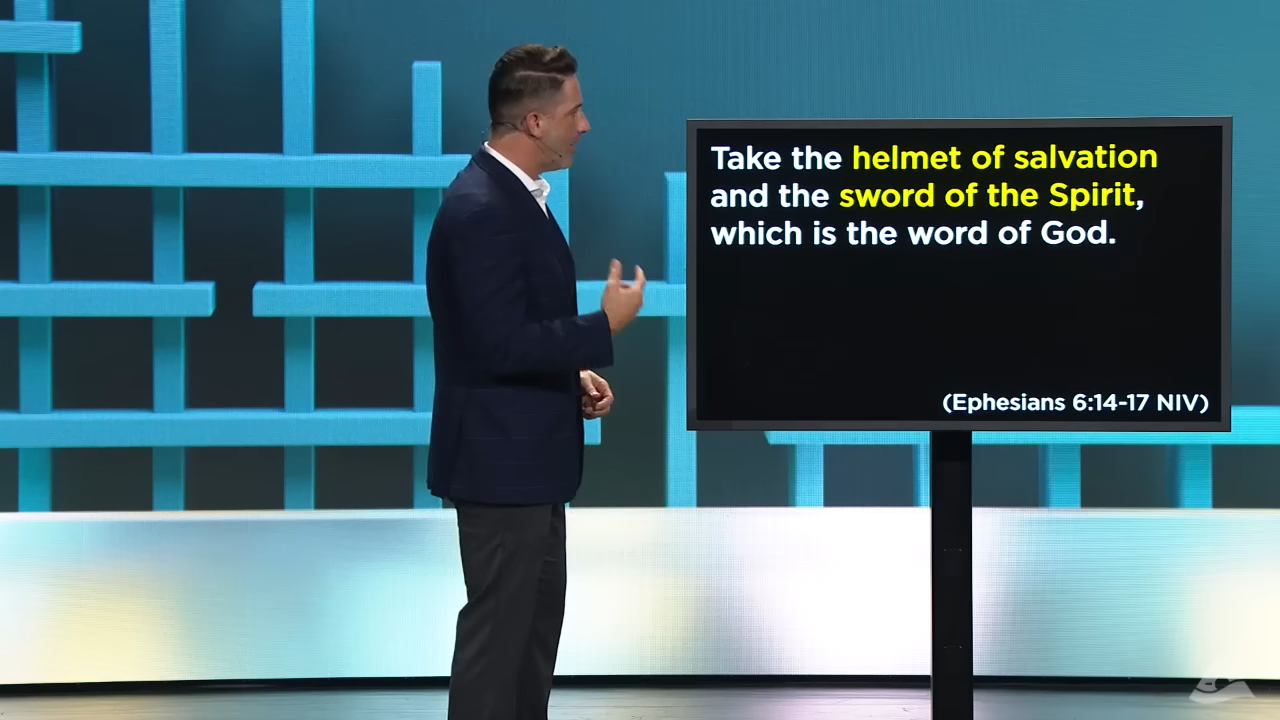 Take the helmet of salvation
and the sword of the Spirit,
which is the word of God.
(Ephesians 6:14-17 NIV)